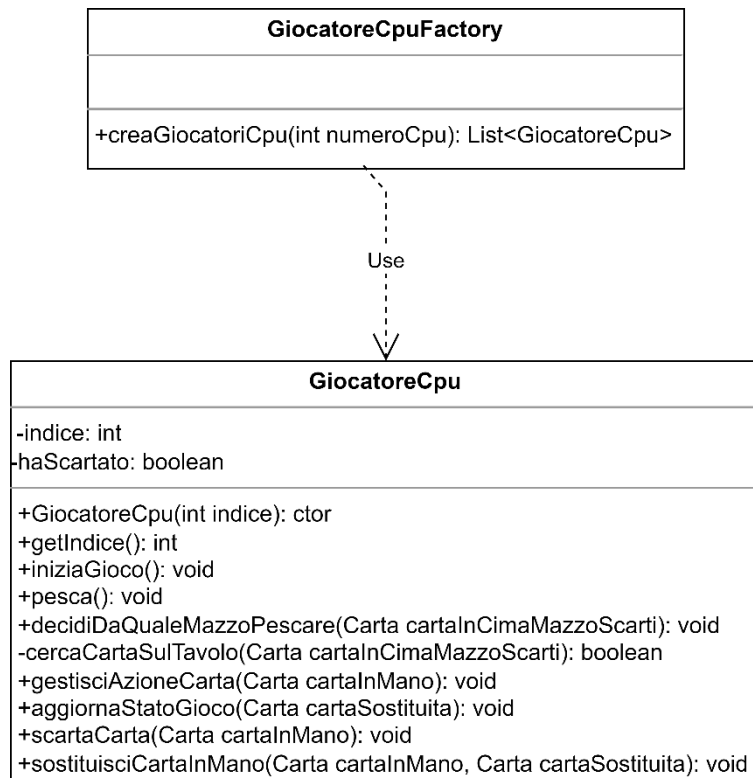 GiocatoreCpuFactory
+creaGiocatoriCpu(int numeroCpu): List<GiocatoreCpu>
Use
GiocatoreCpu
-indice: int
-haScartato: boolean
+GiocatoreCpu(int indice): ctor
+getIndice(): int
+iniziaGioco(): void
+pesca(): void
+decidiDaQualeMazzoPescare(Carta cartaInCimaMazzoScarti): void
-cercaCartaSulTavolo(Carta cartaInCimaMazzoScarti): boolean
+gestisciAzioneCarta(Carta cartaInMano): void
+aggiornaStatoGioco(Carta cartaSostituita): void
+scartaCarta(Carta cartaInMano): void
+sostituisciCartaInMano(Carta cartaInMano, Carta cartaSostituita): void